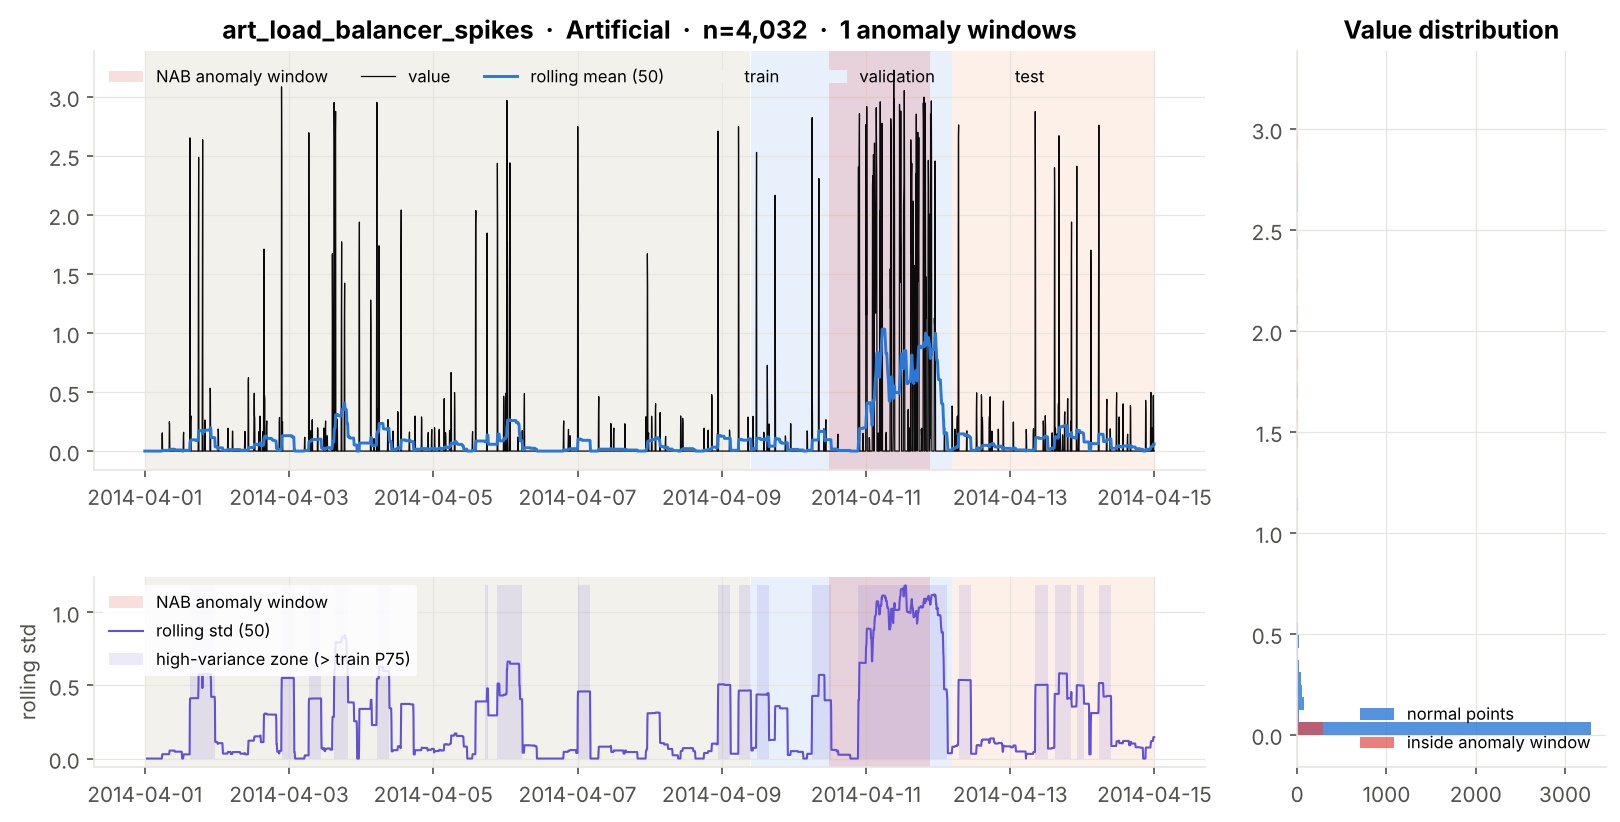 art_load_balancer_spikes · Artificial · n=4,032 · 1 anomaly windows
NAB anomaly window
value
rolling mean (50)
train
validation
test
3.0
2.5
2.0
1.5
1.0
0.5
0.0
2014-04-01
2014-04-03
2014-04-05
2014-04-07
2014-04-09
2014-04-11
2014-04-13
2014-04-15
Value distribution
3.0
2.5
2.0
1.5
1.0
0.5
0.0
normal points
inside anomaly window
0
1000
2000
3000
rolling std
NAB anomaly window
rolling std (50)
high-variance zone (> train P75)
1.0
0.5
0.0
2014-04-01
2014-04-03
2014-04-05
2014-04-07
2014-04-09
2014-04-11
2014-04-13
2014-04-15